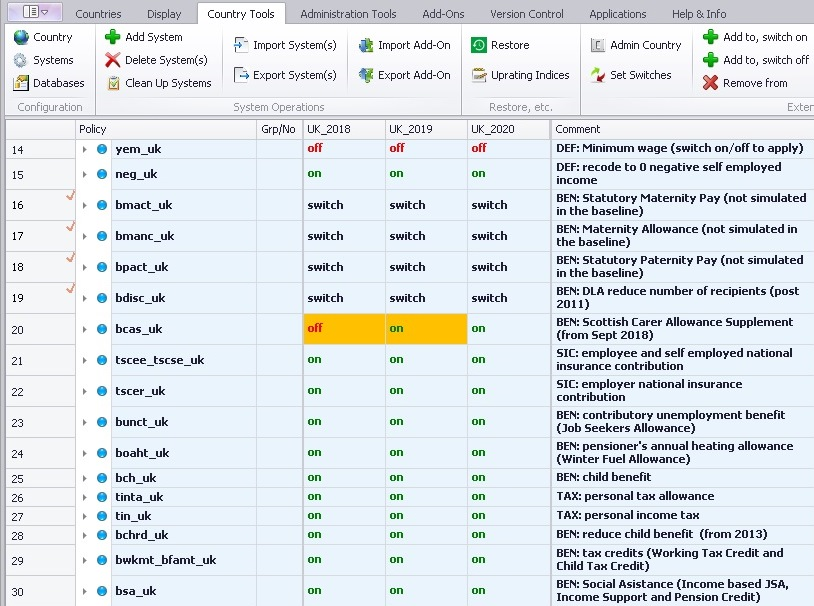 Countries Display Country Tools Administration Tools Add-Ons Version Control Applications Help & Info
Country Add System Import System(s) Import Add-On Restore Admin Country Add to, switch on
Systems Delete System(s) Export System(s) Export Add-On Uprating Indices Set Switches Add to, switch off
Databases Clean Up Systems Remove from
Configuration System Operations Restore, etc. Exter
Policy Grp/No UK_2018 UK_2019 UK_2020 Comment
14 yem_uk off off off DEF: Minimum wage (switch on/off to apply)
15 neg_uk on on on DEF: recode to 0 negative self employed
income
16 bmact_uk switch switch switch BEN: Statutory Maternity Pay (not simulated
in the baseline)
17 bmanc_uk switch switch switch BEN: Maternity Allowance (not simulated in
the baseline)
18 bpact_uk switch switch switch BEN: Statutory Paternity Pay (not simulated
in the baseline)
19 bdisc_uk switch switch switch BEN: DLA reduce number of recipients (post
2011)
20 bcas_uk off on on BEN: Scottish Carer Allowance Supplement
(from Sept 2018)
21 tscee_tscse_uk on on on SIC: employee and self employed national
insurance contribution
22 tscer_uk on on on SIC: employer national insurance
contribution
23 bunct_uk on on on BEN: contributory unemployment benefit
(Job Seekers Allowance)
24 boaht_uk on on on BEN: pensioner's annual heating allowance
(Winter Fuel Allowance)
25 bch_uk on on on BEN: child benefit
26 tinta_uk on on on TAX: personal tax allowance
27 tin_uk on on on TAX: personal income tax
28 bchrd_uk on on on BEN: reduce child benefit (from 2013)
29 bwkmt_bfamt_uk on on on BEN: tax credits (Working Tax Credit and
Child Tax Credit)
30 bsa_uk on on on BEN: Social Asistance (Income based JSA,
Income Support and Pension Credit)